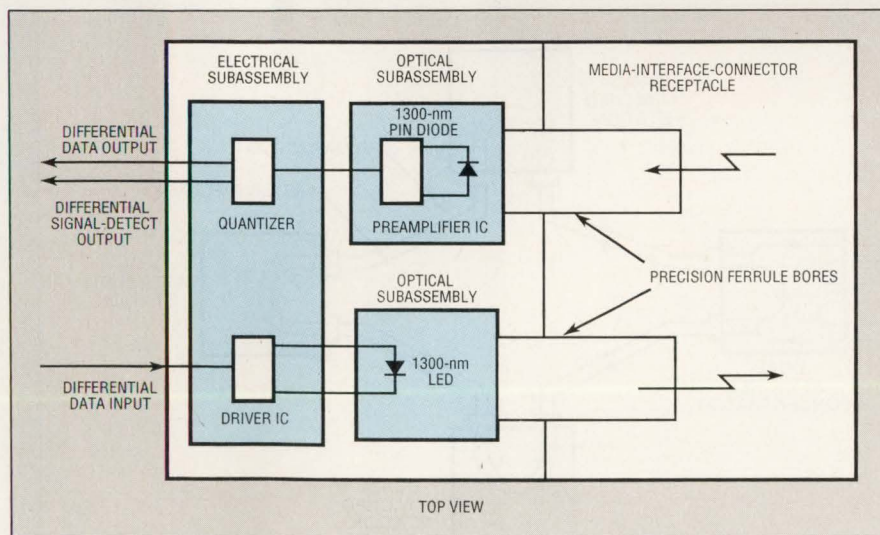 ELECTRICAL
SUBASSEMBLY
OPTICAL
SUBASSEMBLY
MEDIA-INTERFACE-CONNECTOR
RECEPTACLE
1300-nm
PIN DIODE
DIFFERENTIAL
DATA OUTPUT
DIFFERENTIAL
SIGNAL-DETECT
OUTPUT
QUANTIZER
PREAMPLIFIER IC
PRECISION FERRULE BORES
OPTICAL
SUBASSEMBLY
1300-nm
LED
DIFFERENTIAL
DATA INPUT
DRIVER IC
TOP VIEW